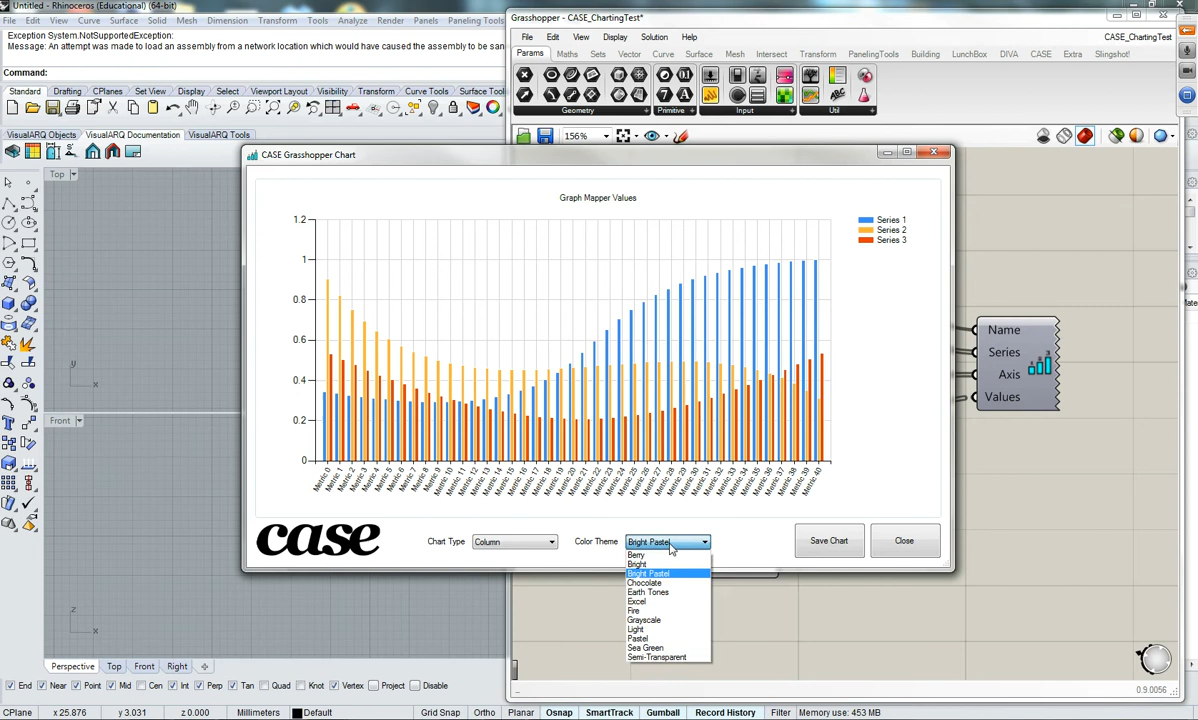 Untitled - Rhinoceros (Educational) (64-bit)
File Edit View Curve Surface Solid Mesh Dimension Transform Tools Analyze Render Panels Paneling Tools
Exception System.NotSupportedException:
Message: An attempt was made to load an assembly from a network location which would have caused the assembly to be san
Command:
Standard Drafting CPlanes Set View Display Select Viewport Layout Visibility Transform Curve Tools Surface Tool
VisualARQ Objects VisualARQ Documentation VisualARQ Tools
Grasshopper - CASE_ChartingTest*
File Edit View Display Solution Help CASE_ChartingTest
Params Maths Sets Vector Curve Surface Mesh Intersect Transform PanelingTools Building LunchBox DIVA CASE Extra Slingshot!
Geometry Primitive Input Util
156%
Top
Front
CASE Grasshopper Chart
Graph Mapper Values
Series 1
Series 2
Series 3
1.2
1
0.8
0.6
0.4
0.2
0
Metric 0 Metric 1 Metric 2 Metric 3 Metric 4 Metric 5 Metric 6 Metric 7 Metric 8 Metric 9 Metric 10 Metric 11 Metric 12 Metric 13 Metric 14 Metric 15 Metric 16 Metric 17 Metric 18 Metric 19 Metric 20 Metric 21 Metric 22 Metric 23 Metric 24 Metric 25 Metric 26 Metric 27 Metric 28 Metric 29 Metric 30 Metric 31 Metric 32 Metric 33 Metric 34 Metric 35 Metric 36 Metric 37 Metric 38 Metric 39 Metric 40
case
Chart Type Column Color Theme Bright Pastel Save Chart Close
Berry
Bright
Bright Pastel
Chocolate
Earth Tones
Excel
Fire
Grayscale
Light
Pastel
Sea Green
Semi-Transparent
Name
Series
Axis
Values
y
x
z
x
Perspective Top Front Right
End Near Point Mid Cen Int Perp Tan Quad Knot Vertex Project Disable
0.9.0056
CPlane x 25.876 y 3.031 z 0.000 Millimeters Default Grid Snap Ortho Planar Osnap SmartTrack Gumball Record History Filter Memory use: 453 MB